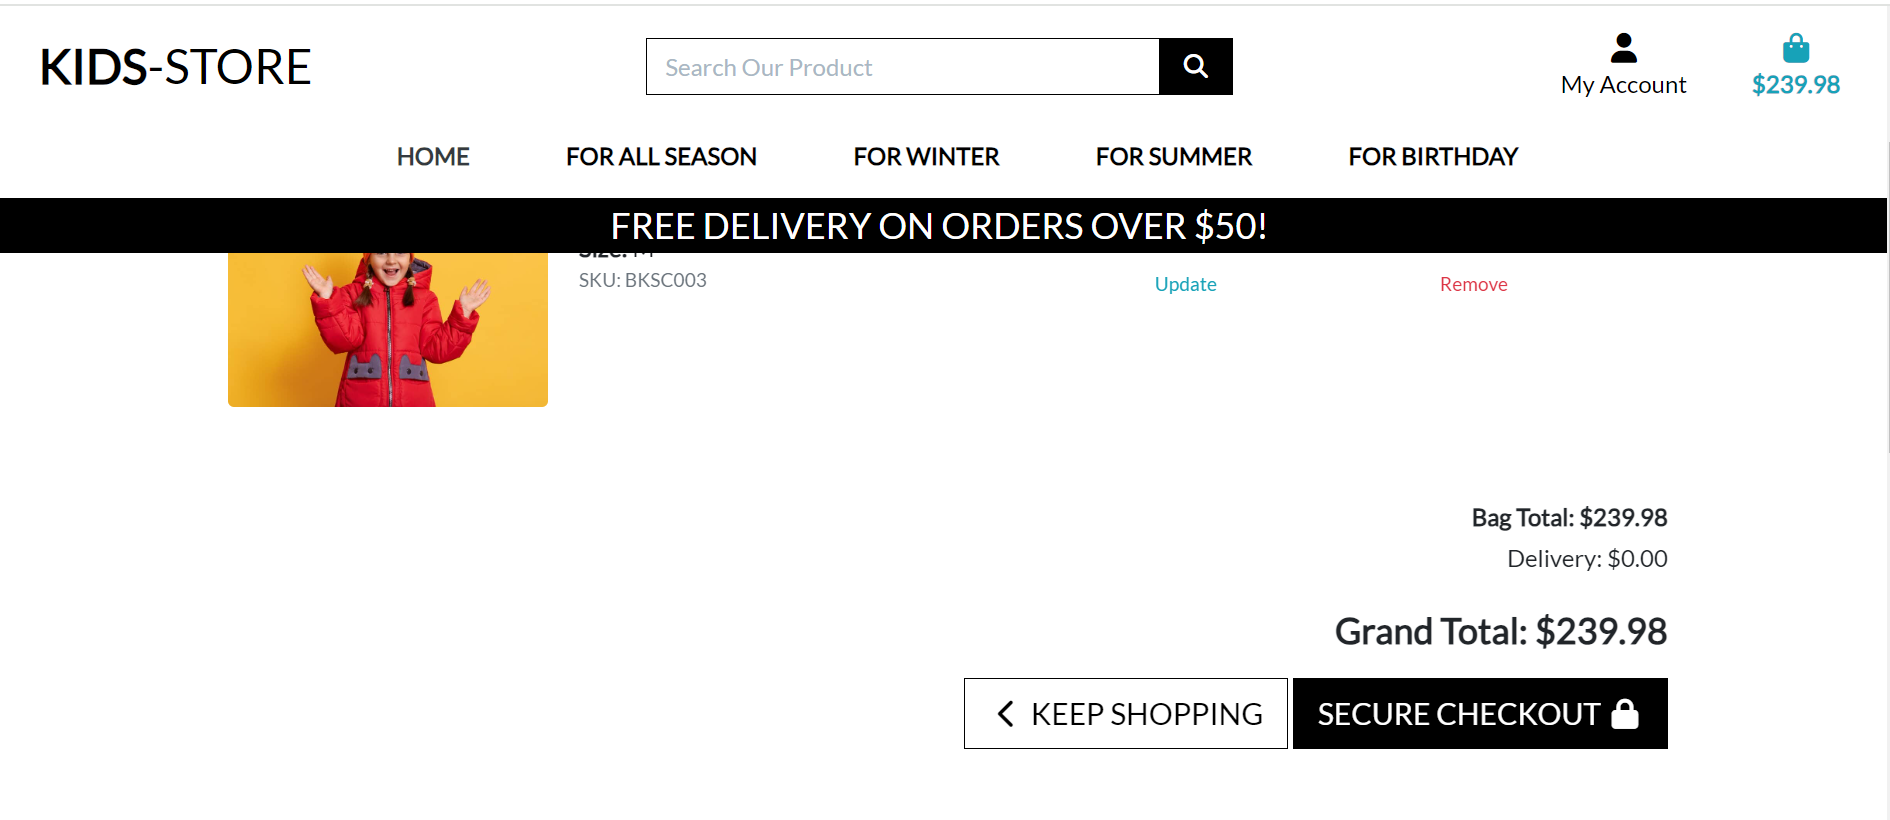 KIDS-STORE
Search Our Product
My Account
$239.98
HOME
FOR ALL SEASON
FOR WINTER
FOR SUMMER
FOR BIRTHDAY
FREE DELIVERY ON ORDERS OVER $50!
Size: M
SKU: BKSC003
Update
Remove
Bag Total: $239.98
Delivery: $0.00
Grand Total: $239.98
KEEP SHOPPING
SECURE CHECKOUT